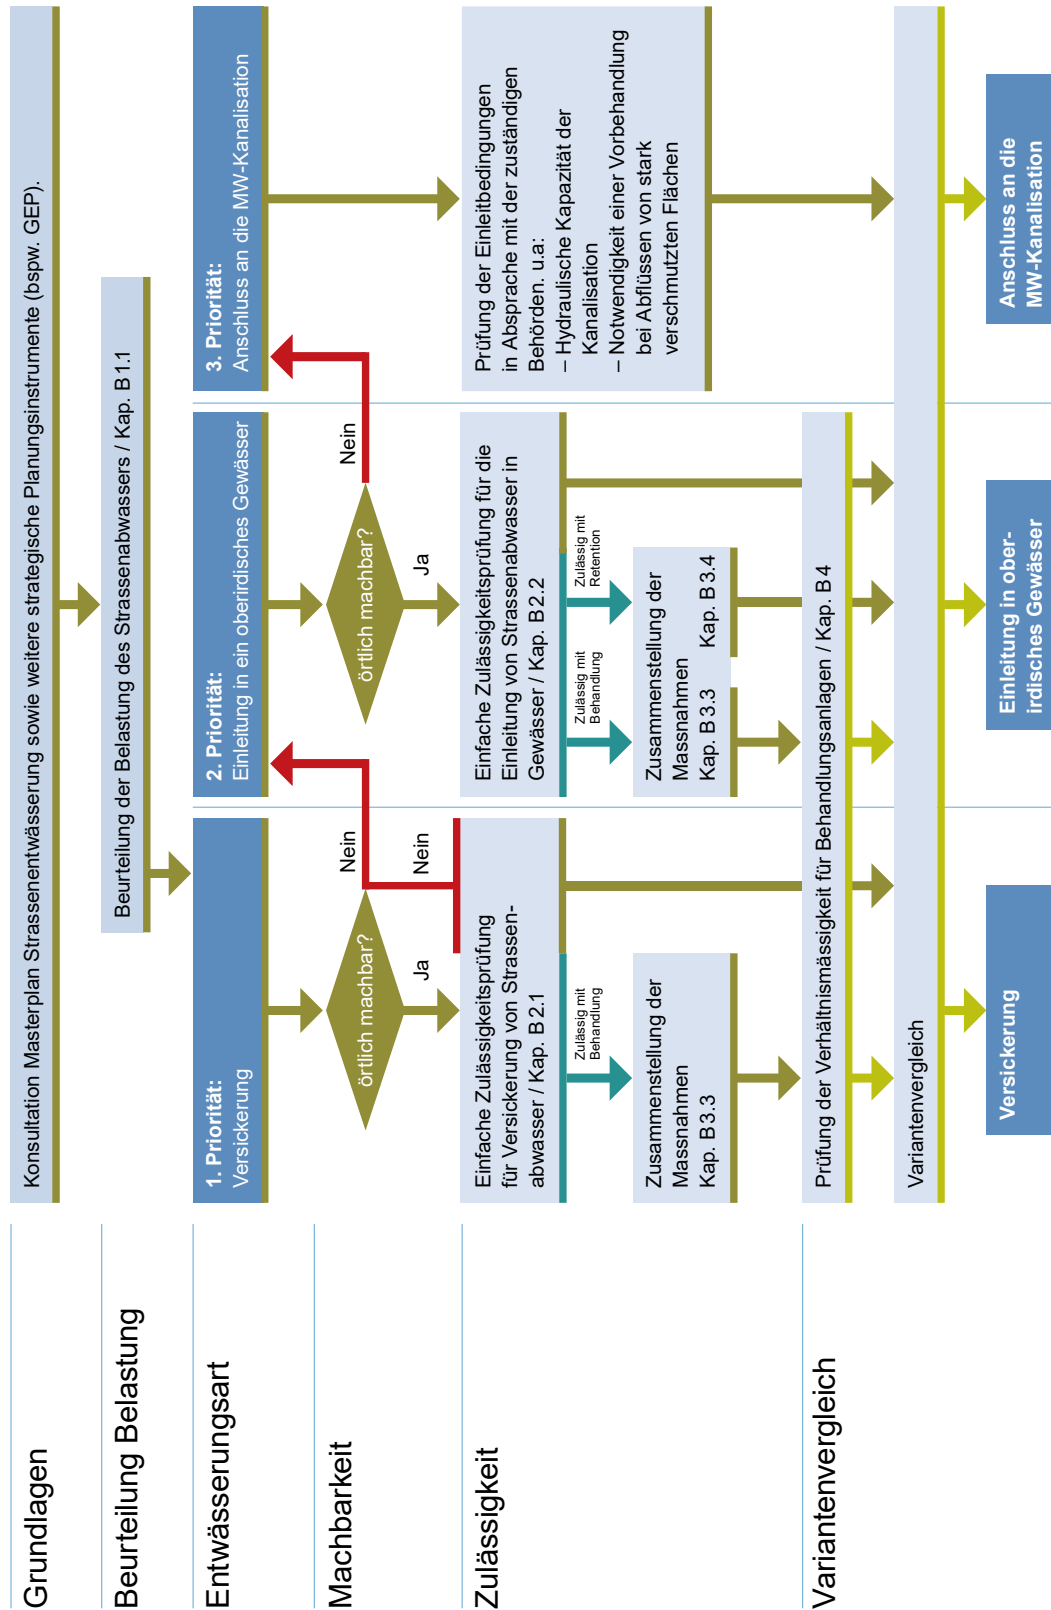 Grundlagen
Konsultation Masterplan Strassenentwässerung sowie weitere strategische Planungsinstrumente (bspw. GEP).
Beurteilung Belastung
Beurteilung der Belastung des Strassenabwassers / Kap. B1.1
Entwässerungsart
1. Priorität:
Versickerung
2. Priorität:
Einleitung in ein oberirdisches Gewässer
3. Priorität:
Anschluss an die MW-Kanalisation
Machbarkeit
örtlich machbar?
Nein
Ja
Nein
örtlich machbar?
Nein
Ja
Zulässigkeit
Einfache Zulässigkeitsprüfung
für Versickerung von Strassen-
abwasser / Kap. B2.1
Zulässig mit
Behandlung
Zusammenstellung der
Massnahmen
Kap. B3.3
Einfache Zulässigkeitsprüfung für die
Einleitung von Strassenabwasser in
Gewässer / Kap. B2.2
Zulässig mit
Behandlung
Zulässig mit
Retention
Zusammenstellung der
Massnahmen
Kap. B3.3 Kap. B3.4
Prüfung der Einleitbedingungen
in Absprache mit der zuständigen
Behörden. u.a:
– Hydraulische Kapazität der
Kanalisation
– Notwendigkeit einer Vorbehandlung
bei Abflüssen von stark
verschmutzten Flächen
Variantenvergleich
Prüfung der Verhältnismässigkeit für Behandlungsanlagen / Kap. B4
Variantenvergleich
Versickerung
Einleitung in ober-
irdisches Gewässer
Anschluss an die
MW-Kanalisation